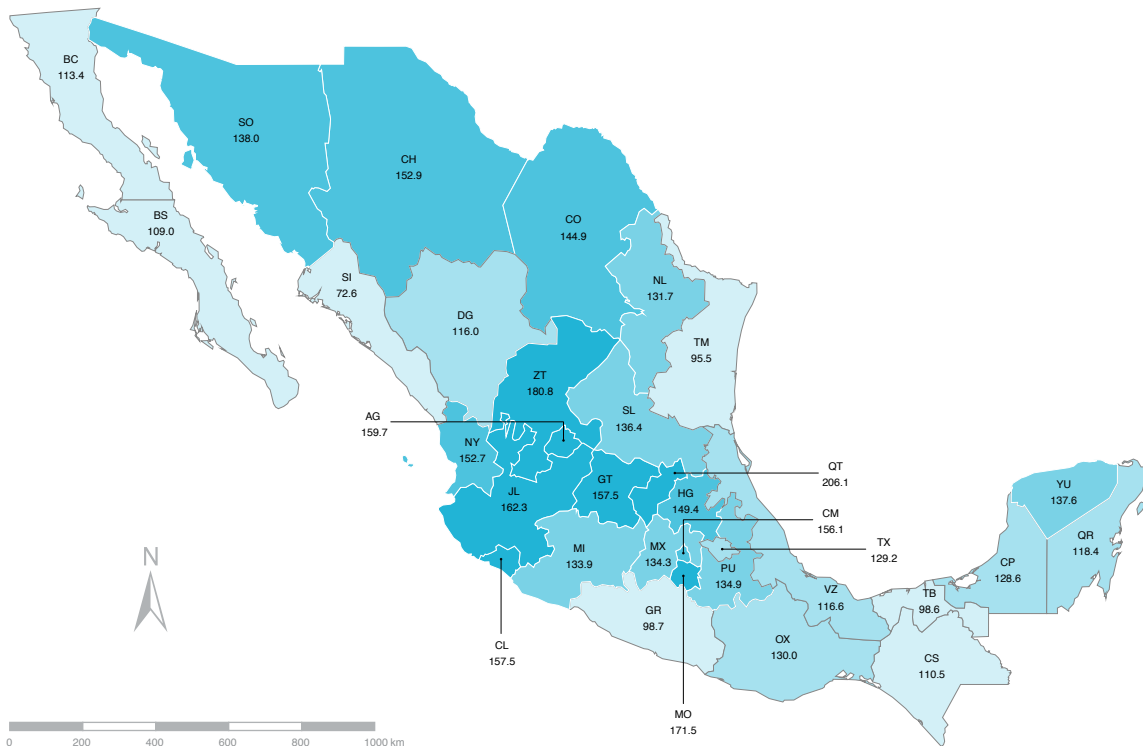 BC
113.4
SO
138.0
CH
152.9
BS
109.0
CO
144.9
SI
72.6
NL
131.7
DG
116.0
TM
95.5
ZT
180.8
AG
159.7
SL
136.4
NY
152.7
QT
206.1
GT
157.5
JL
162.3
HG
149.4
YU
137.6
CM
156.1
QR
118.4
TX
129.2
MI
133.9
MX
134.3
PU
134.9
CP
128.6
VZ
116.6
TB
98.6
GR
98.7
N
OX
130.0
CL
157.5
CS
110.5
MO
171.5
0 200 400 600 800 1000 km